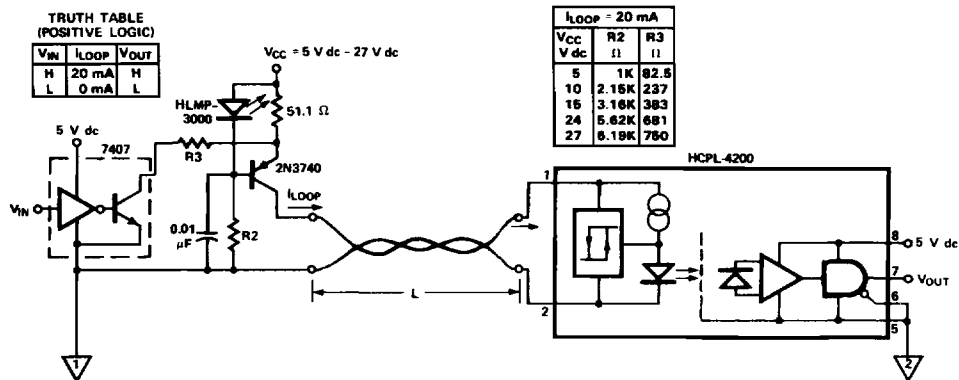 TRUTH TABLE
(POSITIVE LOGIC)
VIN ILOOP VOUT
H 20 mA H
L 0 mA L
ILOOP = 20 mA
VCC R2 R3
V dc Ω Ω
5 1K 82.5
10 2.15K 237
15 3.16K 383
24 5.62K 681
27 6.19K 750
VCC = 5 V dc – 27 V dc
HLMP-
3000
51.1 Ω
5 V dc
7407
R3
2N3740
HCPL-4200
ILOOP
1
VIN
0.01
µF
R2
8
5 V dc
7
VOUT
6
L
2
5
1
2